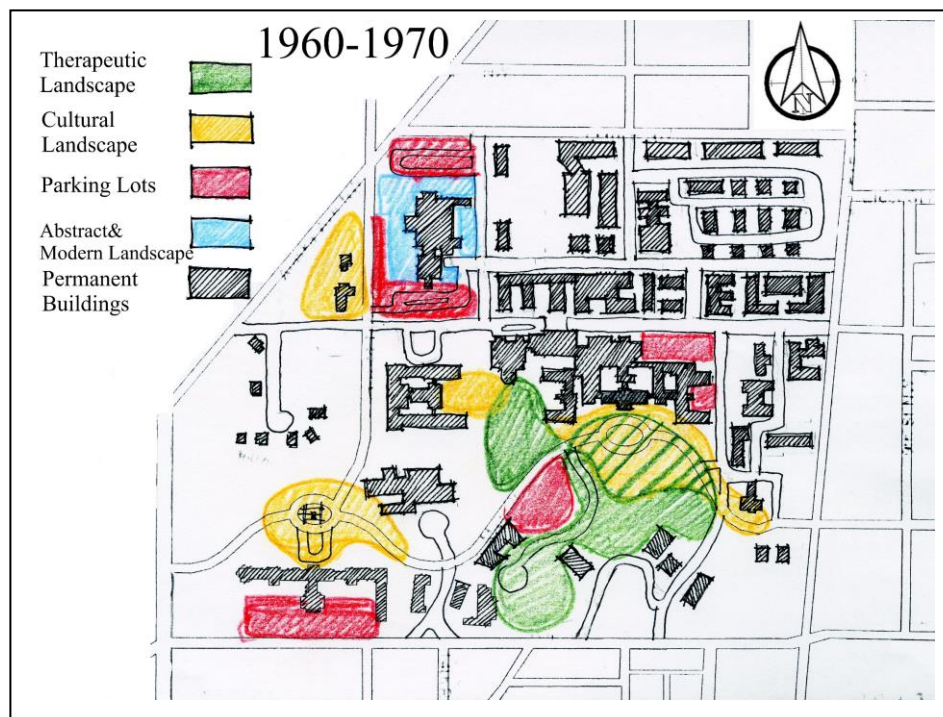 1960-1970
Therapeutic
Landscape
Cultural
Landscape
Parking Lots
Abstract&
Modern Landscape
Permanent
Buildings
N